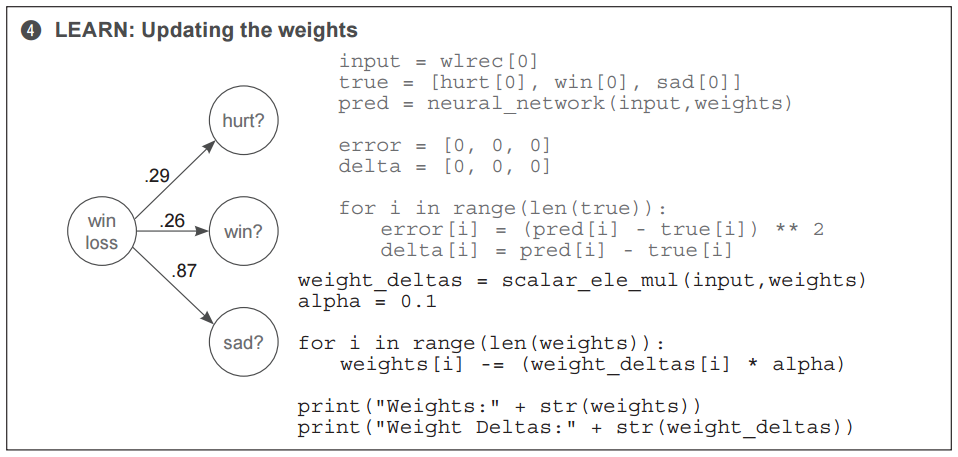 4 LEARN: Updating the weights
input = wlrec[0]
true = [hurt[0], win[0], sad[0]]
pred = neural_network(input,weights)
error = [0, 0, 0]
delta = [0, 0, 0]
for i in range(len(true)):
error[i] = (pred[i] - true[i]) ** 2
delta[i] = pred[i] - true[i]
weight_deltas = scalar_ele_mul(input,weights)
alpha = 0.1
for i in range(len(weights)):
weights[i] -= (weight_deltas[i] * alpha)
print("Weights:" + str(weights))
print("Weight Deltas:" + str(weight_deltas))
hurt?
.29
win
loss
.26
win?
.87
sad?